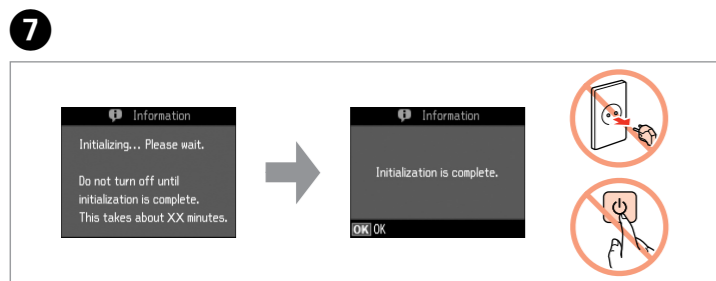 7
Information
Initializing... Please wait.
Do not turn off until
initialization is complete.
This takes about XX minutes.
Information
Initialization is complete.
OK OK